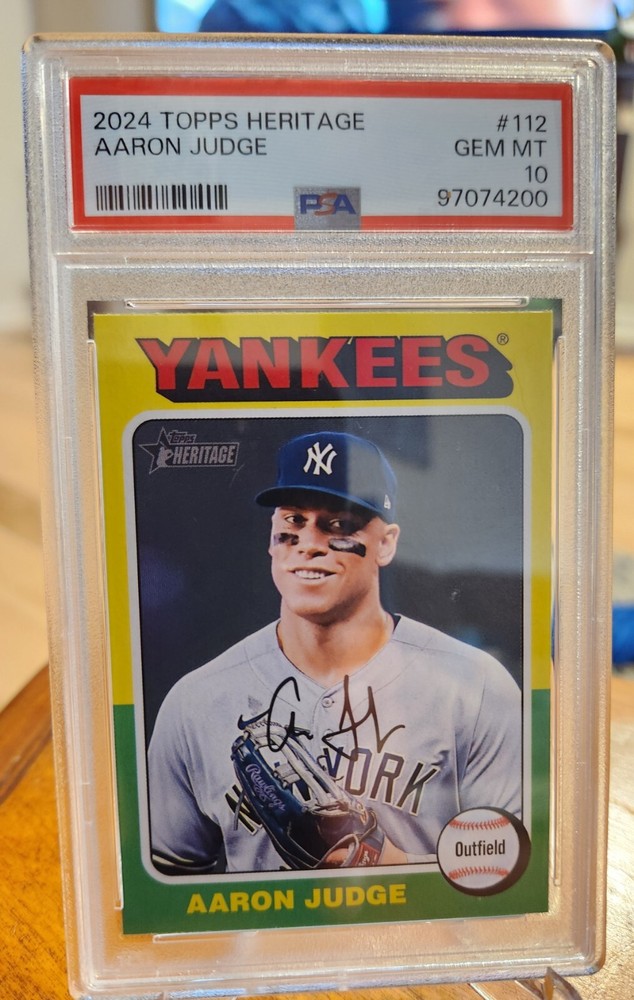 2024 TOPPS HERITAGE #112
AARON JUDGE GEM MT
10
PSA 97074200
YANKEES®
Topps
HERITAGE
NY
Rawlings
N YORK
Outfield
AARON JUDGE